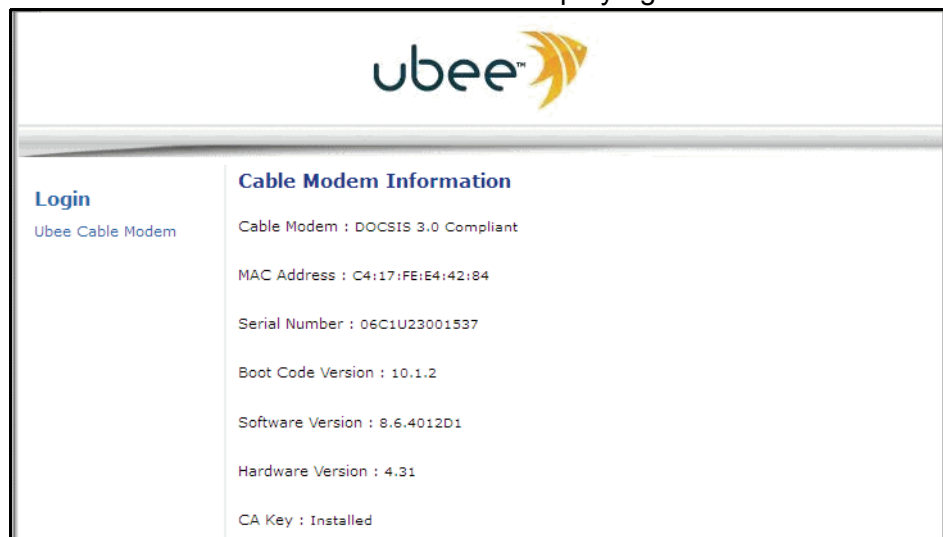 ubee™
Login
Ubee Cable Modem
Cable Modem Information
Cable Modem : DOCSIS 3.0 Compliant
MAC Address : C4:17:FE:E4:42:84
Serial Number : 06C1U23001537
Boot Code Version : 10.1.2
Software Version : 8.6.4012D1
Hardware Version : 4.31
CA Key : Installed